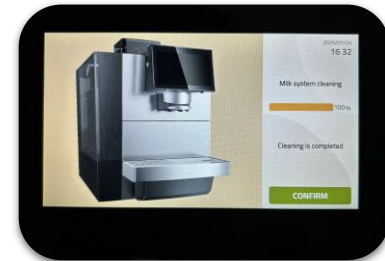 16:32
Milk system cleaning
100%
Cleaning is completed
CONFIRM